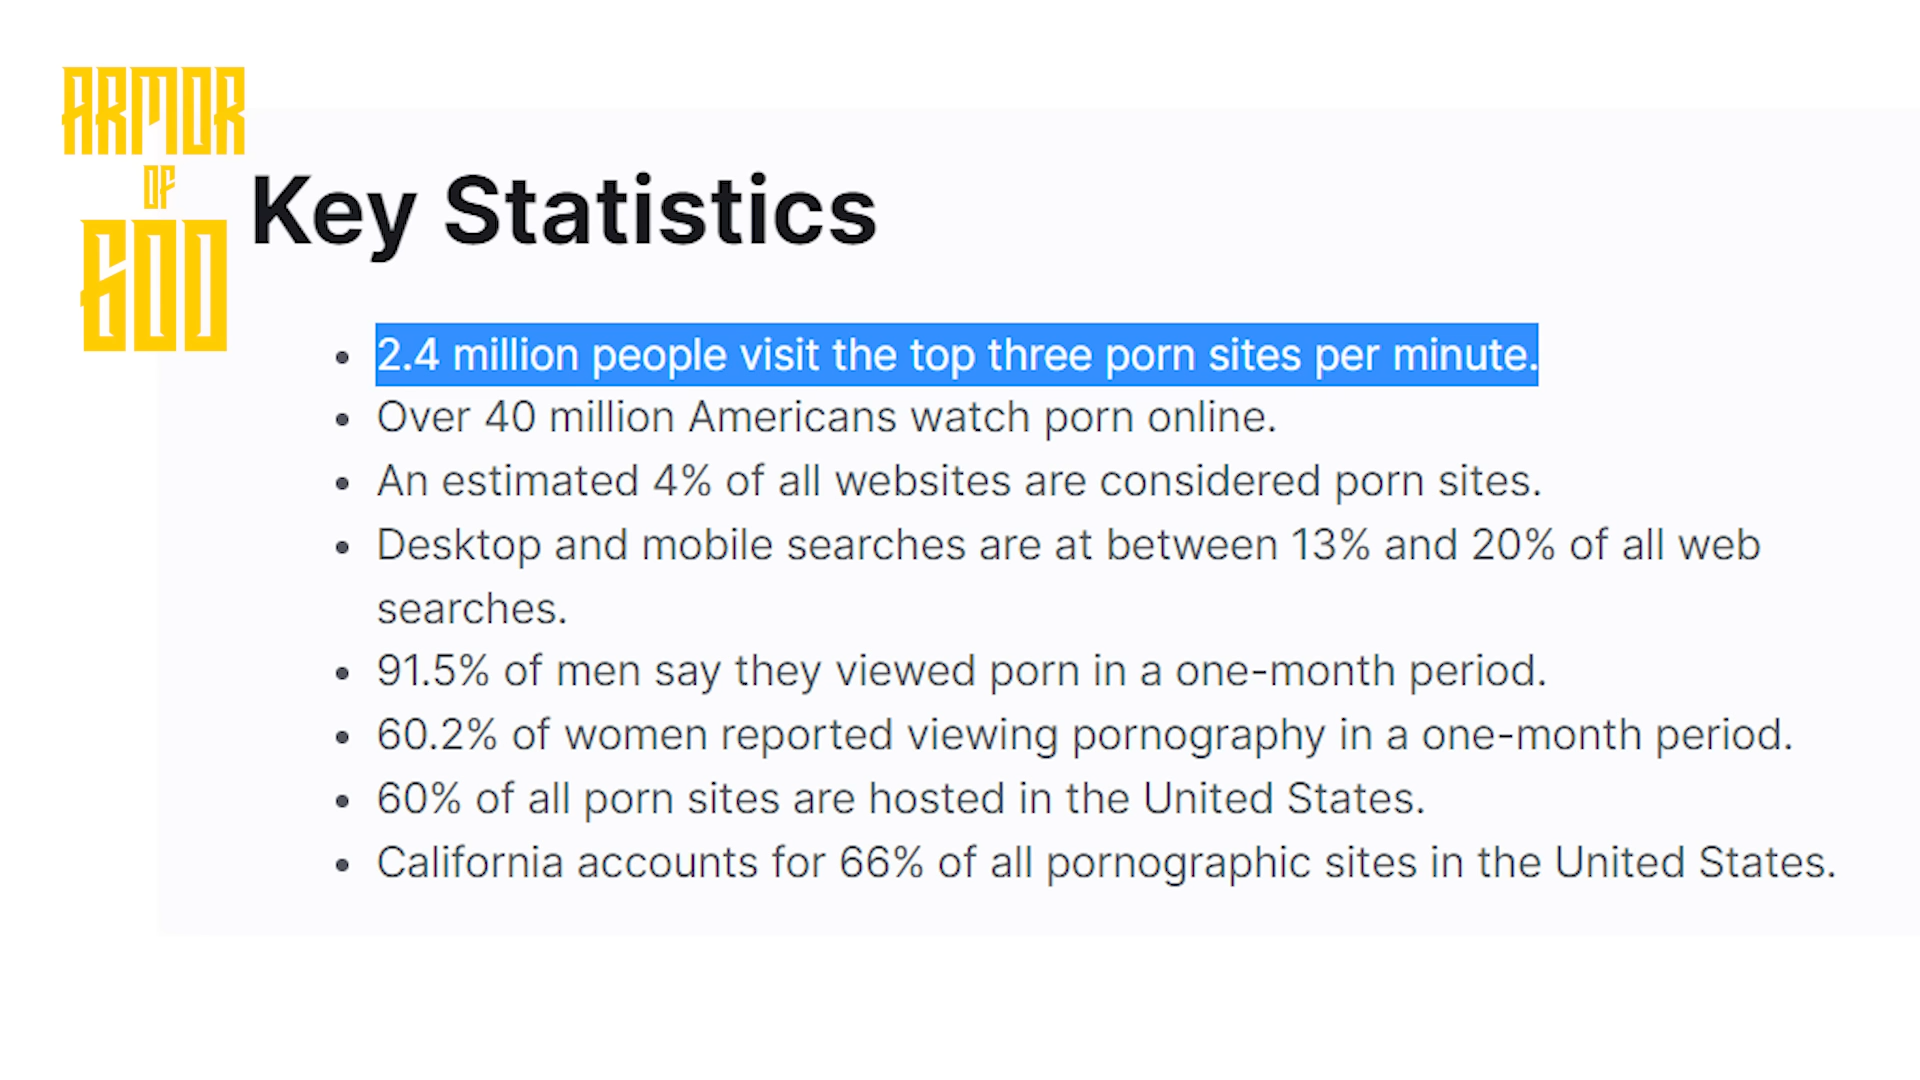 ARMOR
OF
GOD
Key Statistics
2.4 million people visit the top three porn sites per minute.
Over 40 million Americans watch porn online.
An estimated 4% of all websites are considered porn sites.
Desktop and mobile searches are at between 13% and 20% of all web
searches.
91.5% of men say they viewed porn in a one-month period.
60.2% of women reported viewing pornography in a one-month period.
60% of all porn sites are hosted in the United States.
California accounts for 66% of all pornographic sites in the United States.